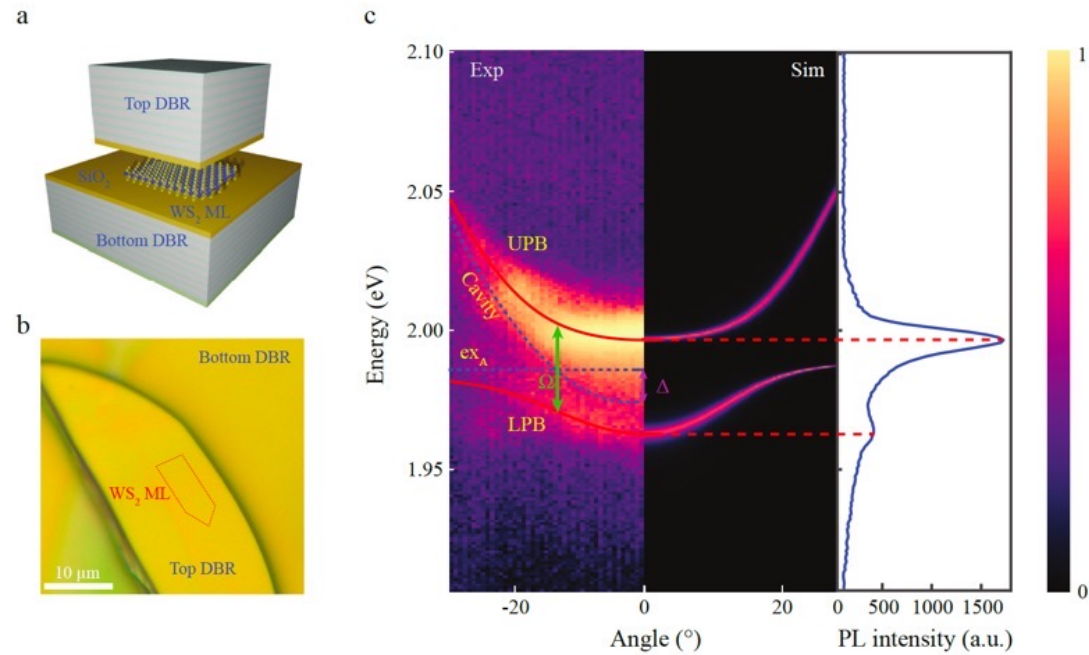 a
Top DBR
SiO₂
WS₂ ML
Bottom DBR
b
Bottom DBR
WS₂ ML
Top DBR
10 μm
c
Energy (eV)
2.10
2.05
2.00
1.95
Exp
Sim
UPB
Cavity
ex_A
Ω
Δ
LPB
-20
0
20
Angle (°)
0
500
1000
1500
PL intensity (a.u.)
1
0